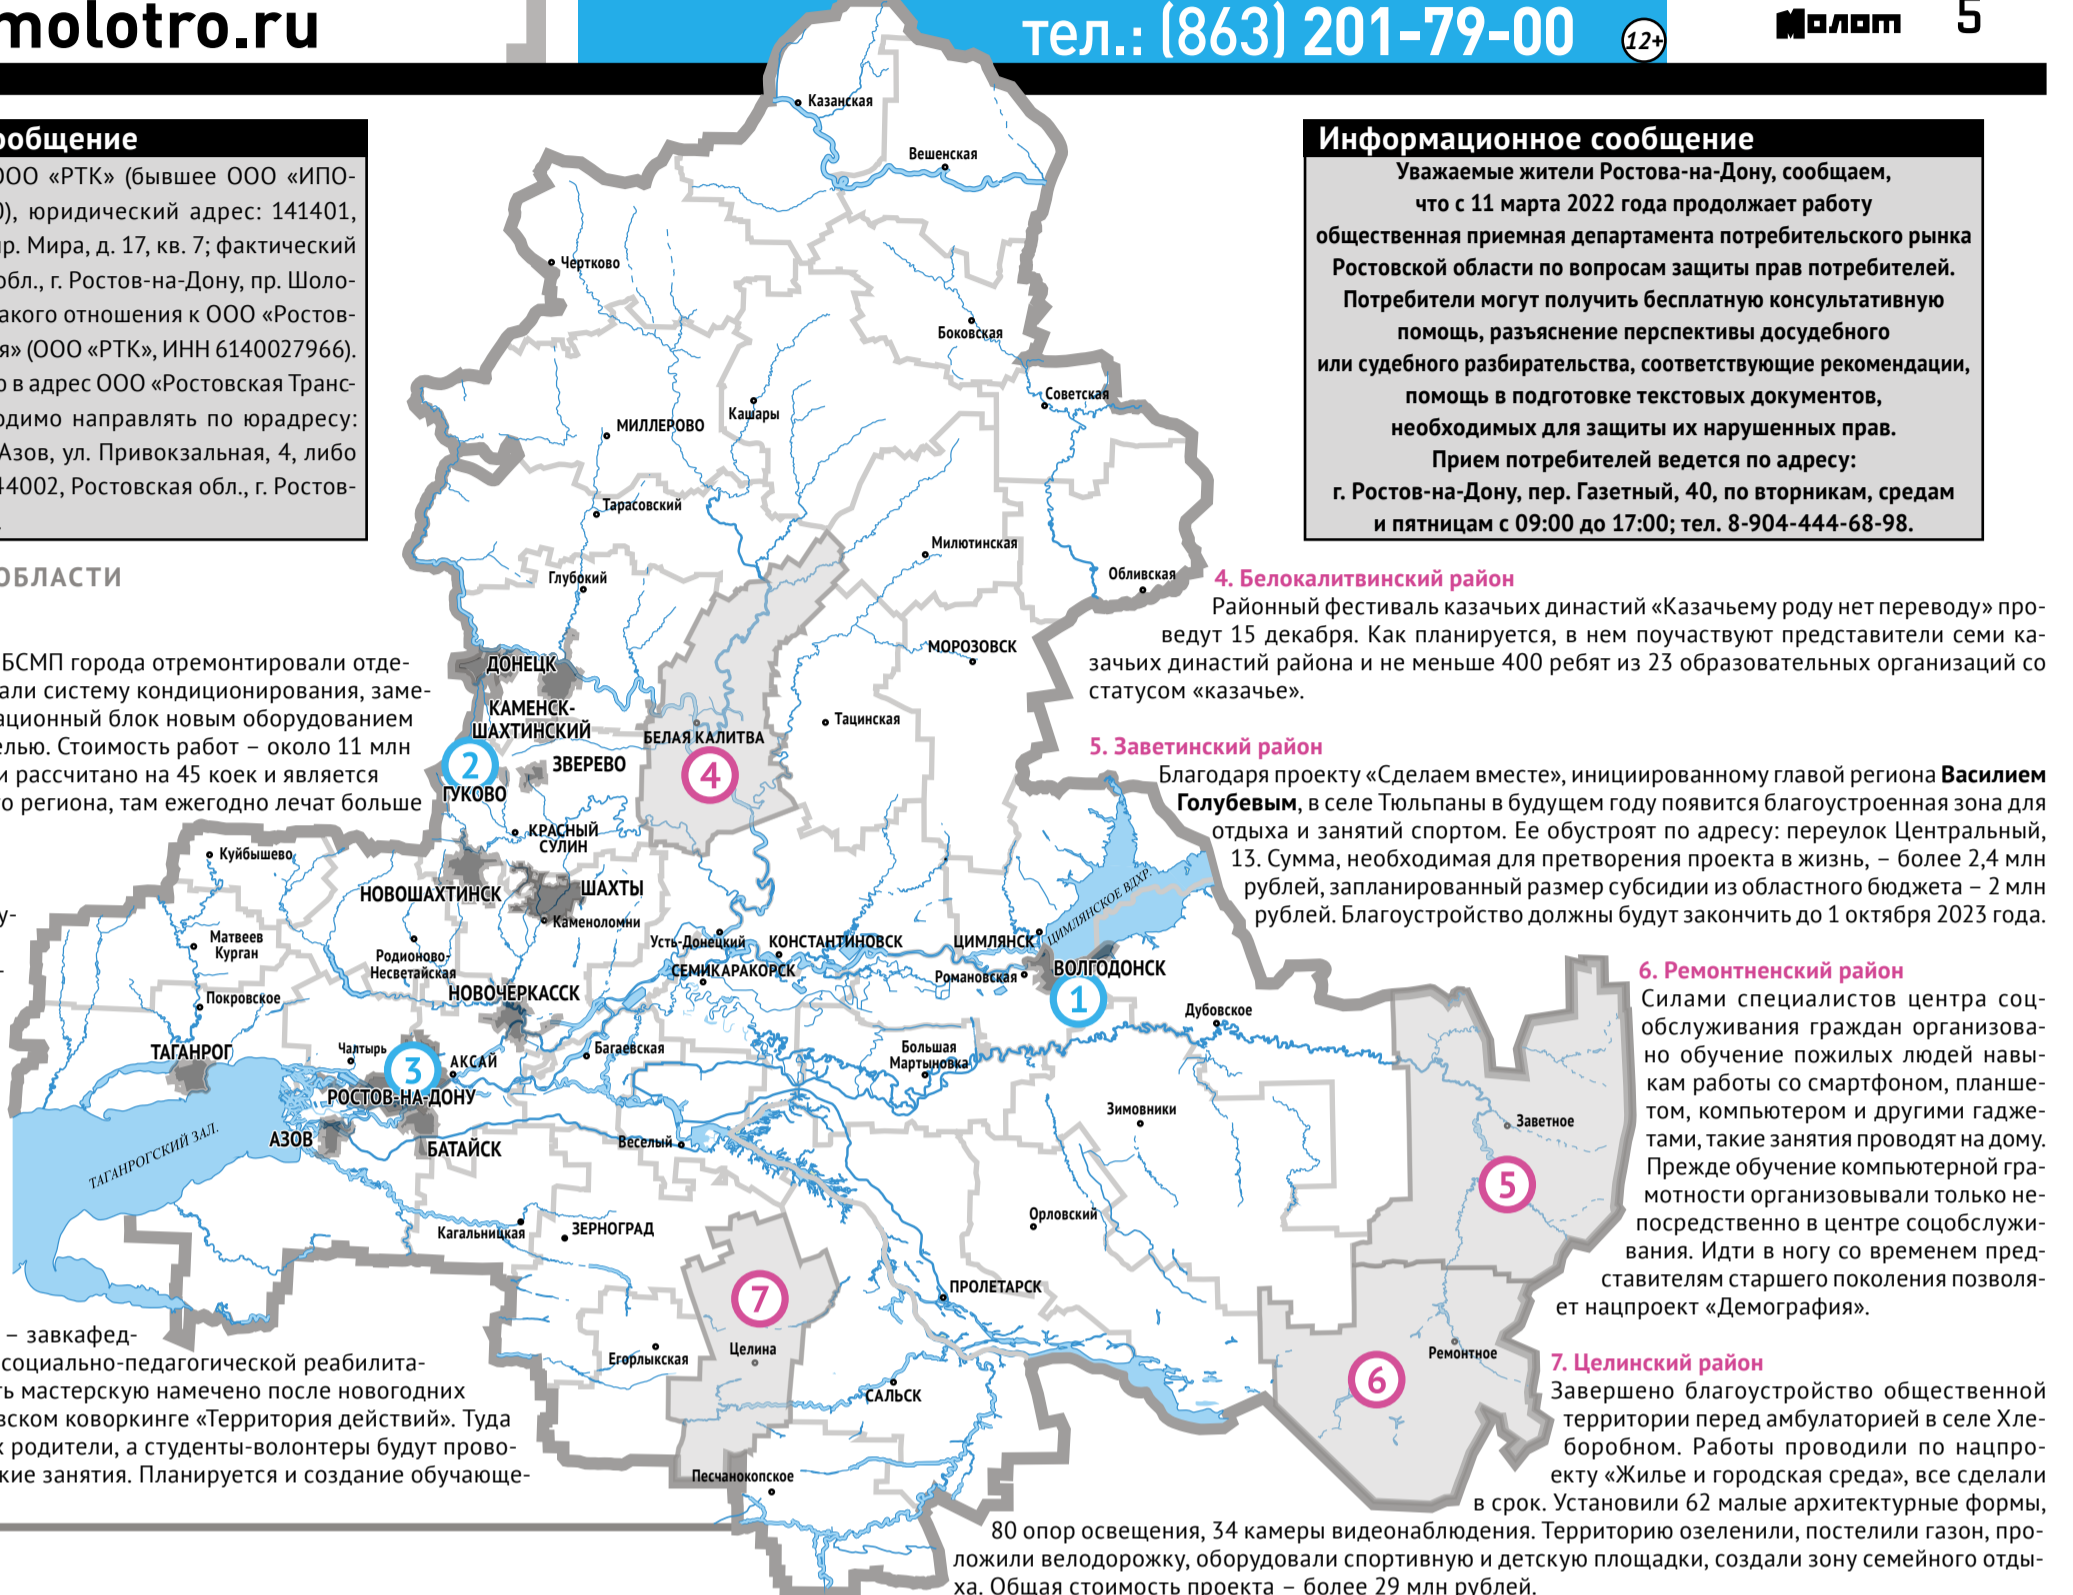 molotro.ru
тел.: (863) 201-79-00
12+
Молот 5
ообщение
ООО «РТК» (бывшее ООО «ИПО-
0), юридический адрес: 141401,
пр. Мира, д. 17, кв. 7; фактический
обл., г. Ростов-на-Дону, пр. Шоло-
акого отношения к ООО «Ростов-
я» (ООО «РТК», ИНН 6140027966).
о в адрес ООО «Ростовская Транс-
одимо направлять по юрадресу:
Азов, ул. Привокзальная, 4, либо
44002, Ростовская обл., г. Ростов-
ОБЛАСТИ
БСМП города отремонтировали отде-
али систему кондиционирования, заме-
ационный блок новым оборудованием
елью. Стоимость работ – около 11 млн
и рассчитано на 45 коек и является
го региона, там ежегодно лечат больше
у-
– завкафед-
социально-педагогической реабилита-
ть мастерскую намечено после новогодних
вском коворкинге «Территория действий». Туда
х родители, а студенты-волонтеры будут прово-
кие занятия. Планируется и создание обучающе-
Казанская
Вешенская
Чертково
Боковская
Советская
Кашары
МИЛЛЕРОВО
Тарасовский
Милютинская
Обливская
Глубокий
МОРОЗОВСК
ДОНЕЦК
КАМЕНСК-
ШАХТИНСКИЙ
Тацинская
БЕЛАЯ КАЛИТВА
2
ЗВЕРЕВО
4
ГУКОВО
КРАСНЫЙ
СУЛИН
Куйбышево
НОВОШАХТИНСК
ШАХТЫ
ЦИМЛЯНСКОЕ ВДХР.
Каменоломни
Матвеев
Курган
Родионово-
Несветайская
Усть-Донецкий
КОНСТАНТИНОВСК
ЦИМЛЯНСК
СЕМИКАРАКОРСК
Романовская
ВОЛГОДОНСК
1
Покровское
НОВОЧЕРКАССК
Дубовское
ТАГАНРОГ
Чалтырь
3
АКСАЙ
Багаевская
Большая
Мартыновка
РОСТОВ-НА-ДОНУ
Зимовники
Заветное
ТАГАНРОГСКИЙ ЗАЛ.
АЗОВ
БАТАЙСК
Веселый
5
Орловский
Кагальницкая
ЗЕРНОГРАД
ПРОЛЕТАРСК
7
Егорлыкская
Целина
Ремонтное
6
САЛЬСК
Песчанокопское
Информационное сообщение
Уважаемые жители Ростова-на-Дону, сообщаем,
что с 11 марта 2022 года продолжает работу
общественная приемная департамента потребительского рынка
Ростовской области по вопросам защиты прав потребителей.
Потребители могут получить бесплатную консультативную
помощь, разъяснение перспективы досудебного
или судебного разбирательства, соответствующие рекомендации,
помощь в подготовке текстовых документов,
необходимых для защиты их нарушенных прав.
Прием потребителей ведется по адресу:
г. Ростов-на-Дону, пер. Газетный, 40, по вторникам, средам
и пятницам с 09:00 до 17:00; тел. 8-904-444-68-98.
4. Белокалитвинский район
Районный фестиваль казачьих династий «Казачьему роду нет переводу» про-
ведут 15 декабря. Как планируется, в нем поучаствуют представители семи ка-
зачьих династий района и не меньше 400 ребят из 23 образовательных организаций со
статусом «казачье».
5. Заветинский район
Благодаря проекту «Сделаем вместе», инициированному главой региона Василием
Голубевым, в селе Тюльпаны в будущем году появится благоустроенная зона для
отдыха и занятий спортом. Ее обустроят по адресу: переулок Центральный,
13. Сумма, необходимая для претворения проекта в жизнь, – более 2,4 млн
рублей, запланированный размер субсидии из областного бюджета – 2 млн
рублей. Благоустройство должны будут закончить до 1 октября 2023 года.
6. Ремонтненский район
Силами специалистов центра соц-
обслуживания граждан организова-
но обучение пожилых людей навы-
кам работы со смартфоном, планше-
том, компьютером и другими гадже-
тами, такие занятия проводят на дому.
Прежде обучение компьютерной гра-
мотности организовывали только не-
посредственно в центре соцобслужи-
вания. Идти в ногу со временем пред-
ставителям старшего поколения позволя-
ет нацпроект «Демография».
7. Целинский район
Завершено благоустройство общественной
территории перед амбулаторией в селе Хле-
боробном. Работы проводили по нацпро-
екту «Жилье и городская среда», все сделали
в срок. Установили 62 малые архитектурные формы,
80 опор освещения, 34 камеры видеонаблюдения. Территорию озеленили, постелили газон, про-
ложили велодорожку, оборудовали спортивную и детскую площадки, создали зону семейного отды-
ха. Общая стоимость проекта – более 29 млн рублей.